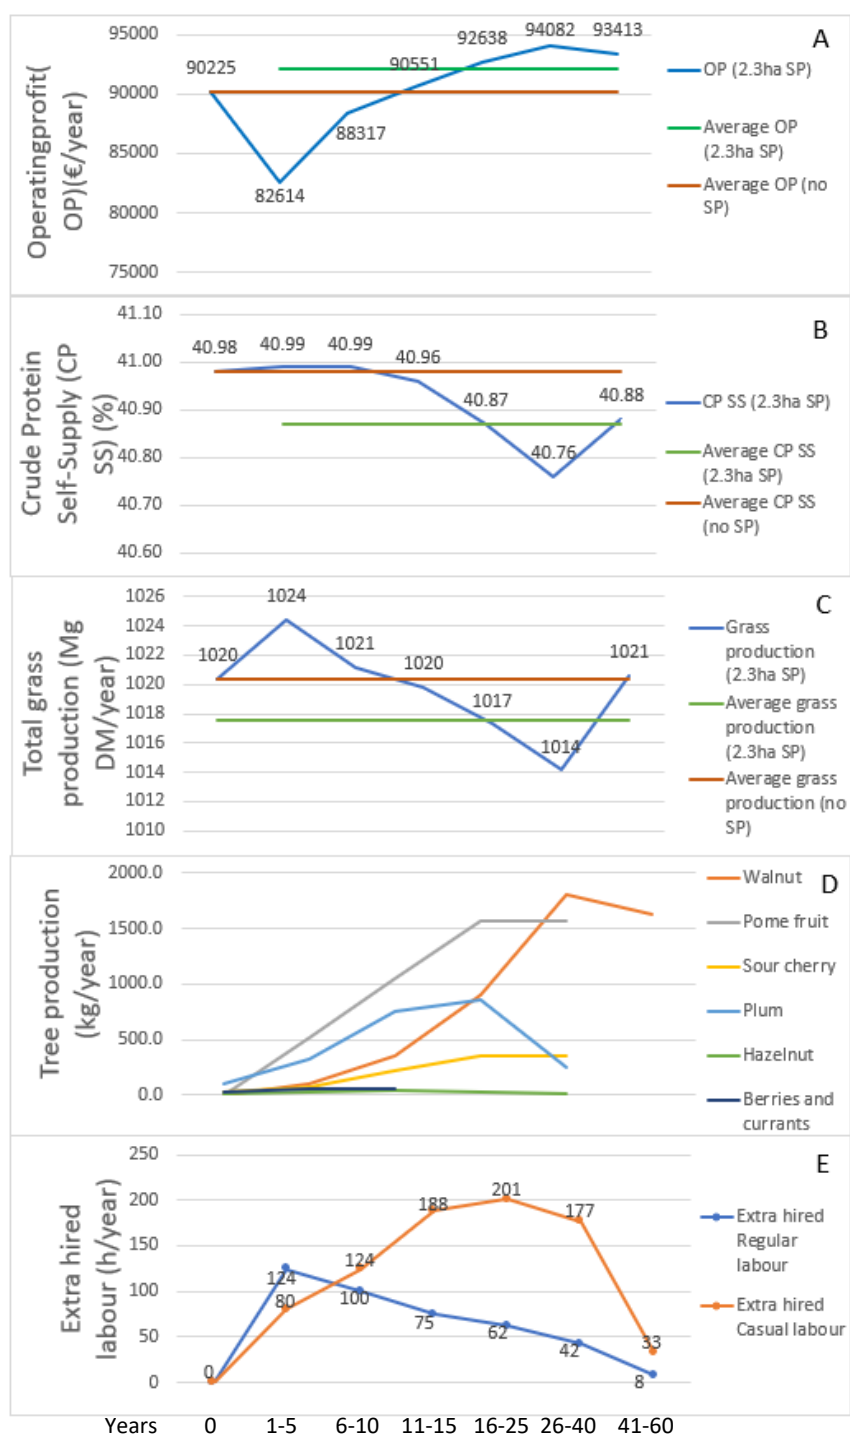 A
Operatingprofit(
OP)(€/year)
95000
90000
85000
80000
75000
90225
82614
88317
90551
92638
94082
93413
OP (2.3ha SP)
Average OP
(2.3ha SP)
Average OP (no
SP)
B
Crude Protein
Self-Supply (CP
SS) (%)
41.10
41.00
40.90
40.80
40.70
40.60
40.98
40.99
40.99
40.96
40.87
40.76
40.88
CP SS (2.3ha SP)
Average CP SS
(2.3ha SP)
Average CP SS
(no SP)
C
Total grass
production (Mg
DM/year)
1026
1024
1022
1020
1018
1016
1014
1012
1010
1020
1024
1021
1020
1017
1014
1021
Grass
production
(2.3ha SP)
Average grass
production
(2.3ha SP)
Average grass
production (no
SP)
D
Tree production
(kg/year)
2000.0
1500.0
1000.0
500.0
0.0
Walnut
Pome fruit
Sour cherry
Plum
Hazelnut
Berries and
currants
E
Extra hired
labour (h/year)
250
200
150
100
50
0
0
124
80
124
100
188
75
201
62
177
42
33
8
Extra hired
Regular
labour
Extra hired
Casual labour
Years 0 1-5 6-10 11-15 16-25 26-40 41-60